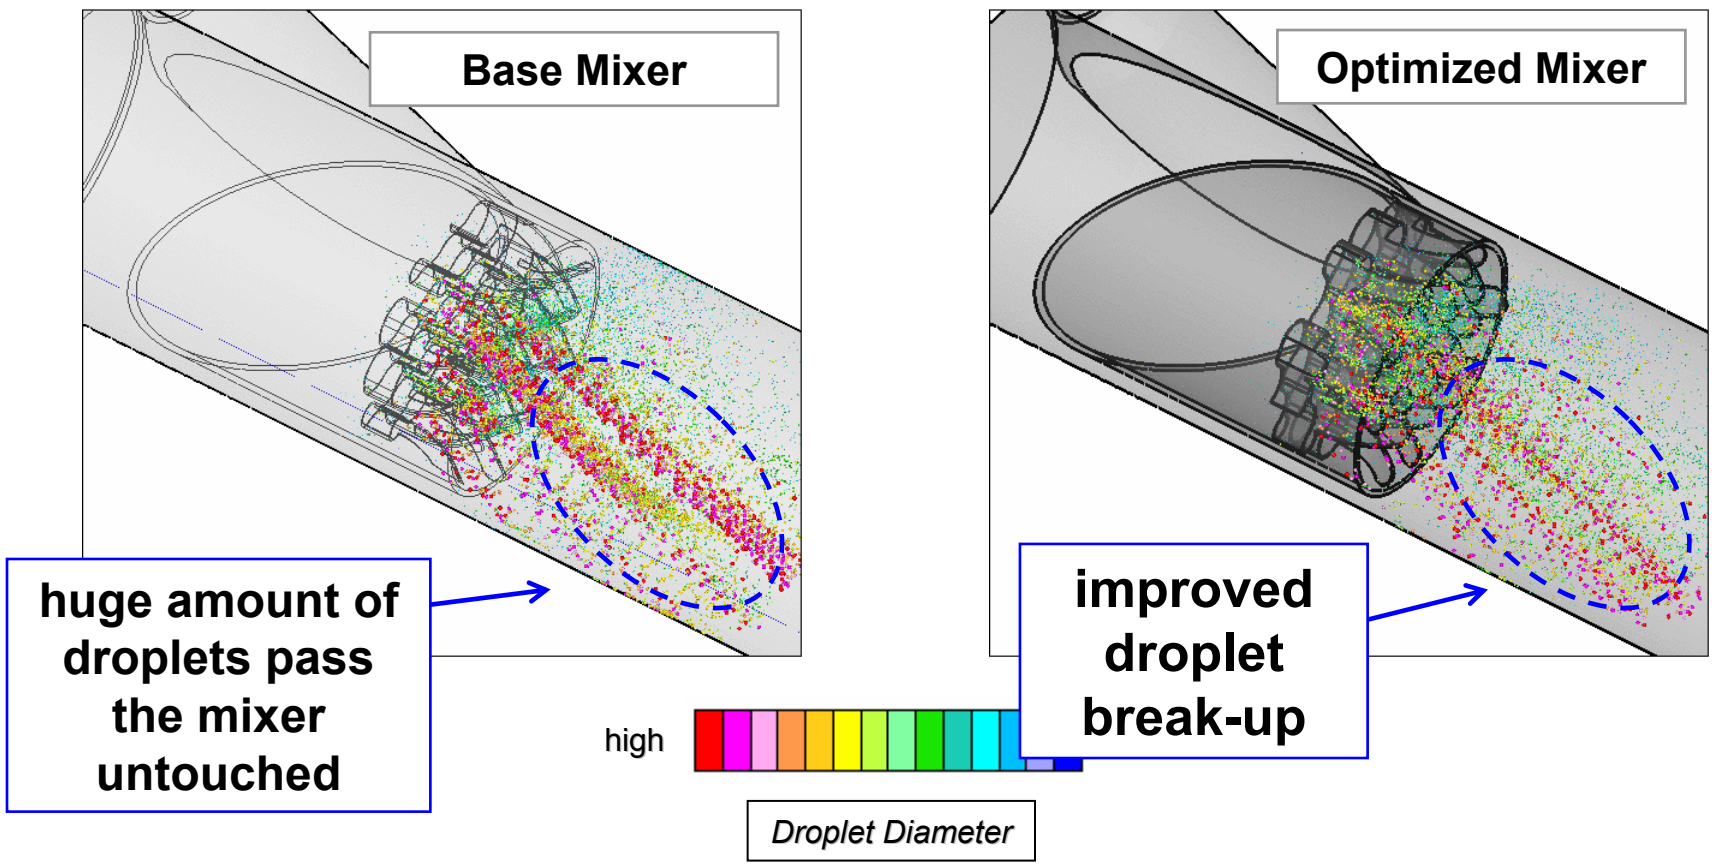 Base Mixer
Optimized Mixer
huge amount of
droplets pass
the mixer
untouched
improved
droplet
break-up
high
Droplet Diameter